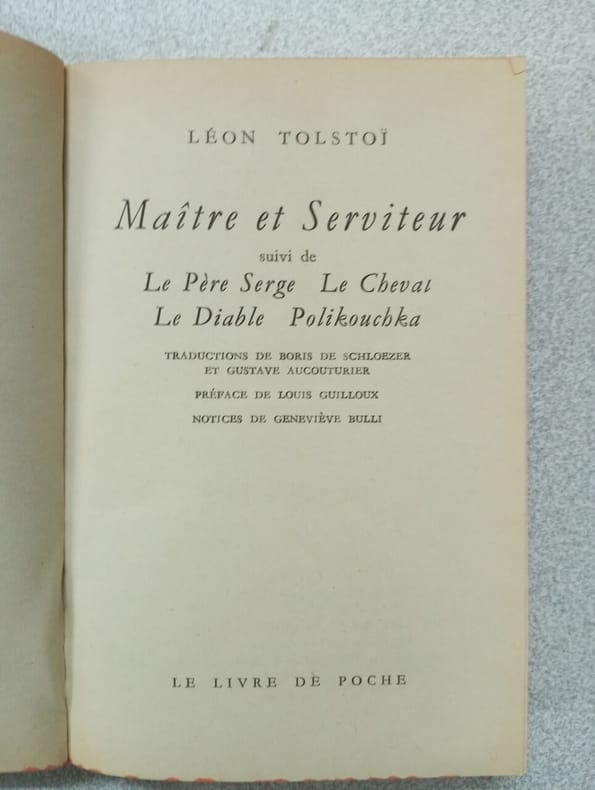 LÉON TOLSTOÏ
Maître et Serviteur
suivi de
Le Père Serge Le Cheval
Le Diable Polikouchka
TRADUCTIONS DE BORIS DE SCHLOEZER
ET GUSTAVE AUCOUTURIER
PRÉFACE DE LOUIS GUILLOUX
NOTICES DE GENEVIÈVE BULLI
LE LIVRE DE POCHE